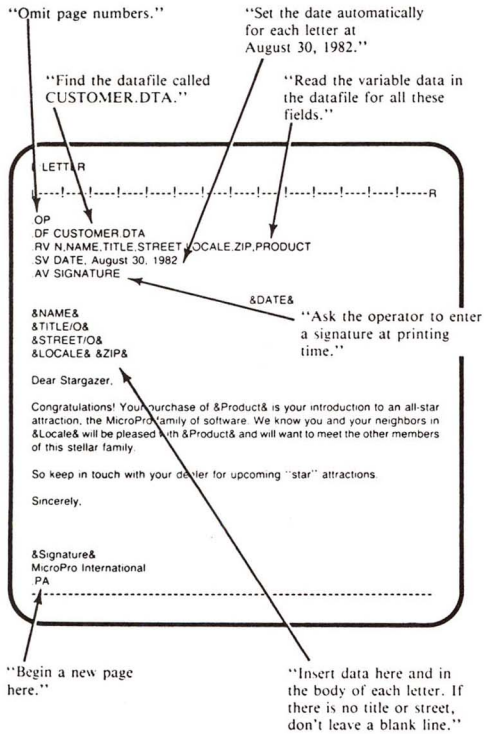 “Omit page numbers.”
“Set the date automatically
for each letter at
August 30, 1982.”
“Find the datafile called
CUSTOMER.DTA.”
“Read the variable data in
the datafile for all these
fields.”
LETTER
L----!----!----!----!----!----!----!----!----!----!----!----R
.OP
.DF CUSTOMER.DTA
.RV N,NAME,TITLE,STREET,LOCALE,ZIP,PRODUCT
.SV DATE, August 30, 1982
.AV SIGNATURE
&DATE&
“Ask the operator to enter
a signature at printing
time.”
&NAME&
&TITLE/O&
&STREET/O&
&LOCALE& &ZIP&
Dear Stargazer,
Congratulations! Your purchase of &Product& is your introduction to an all-star
attraction, the MicroPro family of software. We know you and your neighbors in
&Locale& will be pleased with &Product& and will want to meet the other members
of this stellar family.
So keep in touch with your dealer for upcoming “star” attractions.
Sincerely,
&Signature&
MicroPro International
.PA
“Begin a new page
here.”
“Insert data here and in
the body of each letter. If
there is no title or street,
don't leave a blank line.”